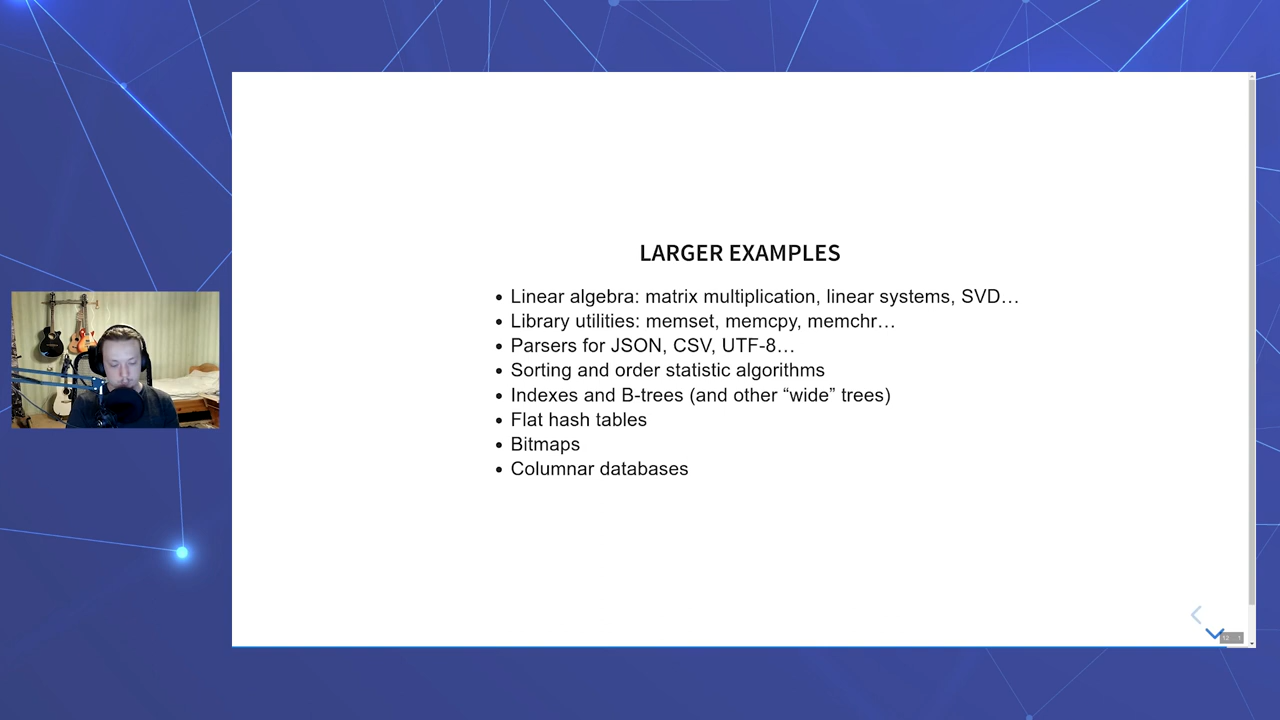 LARGER EXAMPLES
• Linear algebra: matrix multiplication, linear systems, SVD…
• Library utilities: memset, memcpy, memchr…
• Parsers for JSON, CSV, UTF-8…
• Sorting and order statistic algorithms
• Indexes and B-trees (and other “wide” trees)
• Flat hash tables
• Bitmaps
• Columnar databases